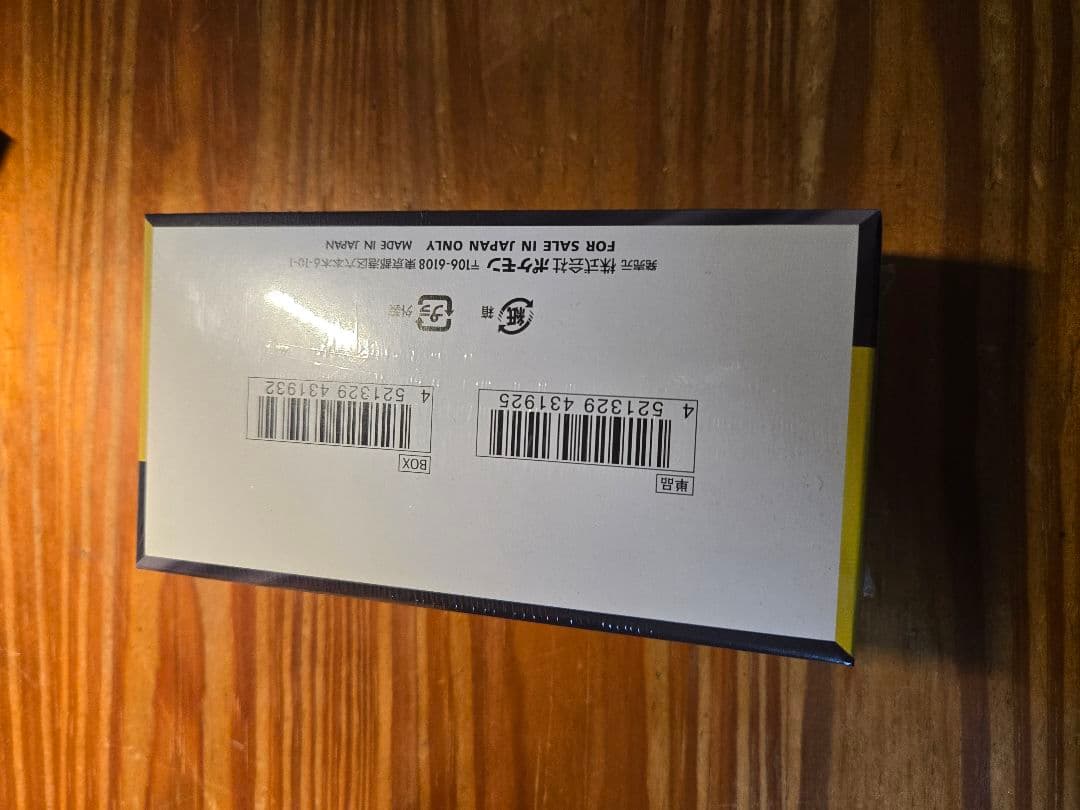 単品
BOX
4 521329 431925
4 521329 431932
紙 箱
プラ 外装
発売元 株式会社ポケモン 〒106-6108 東京都港区六本木6-10-1
FOR SALE IN JAPAN ONLY MADE IN JAPAN